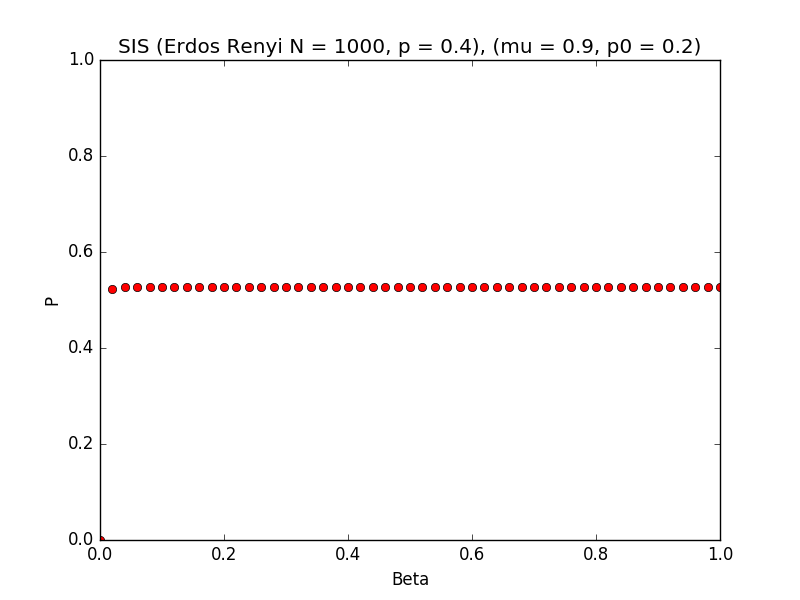 SIS (Erdos Renyi N = 1000, p = 0.4), (mu = 0.9, p0 = 0.2)
1.0
0.8
0.6
P
0.4
0.2
0.0
0.0 0.2 0.4 0.6 0.8 1.0
Beta